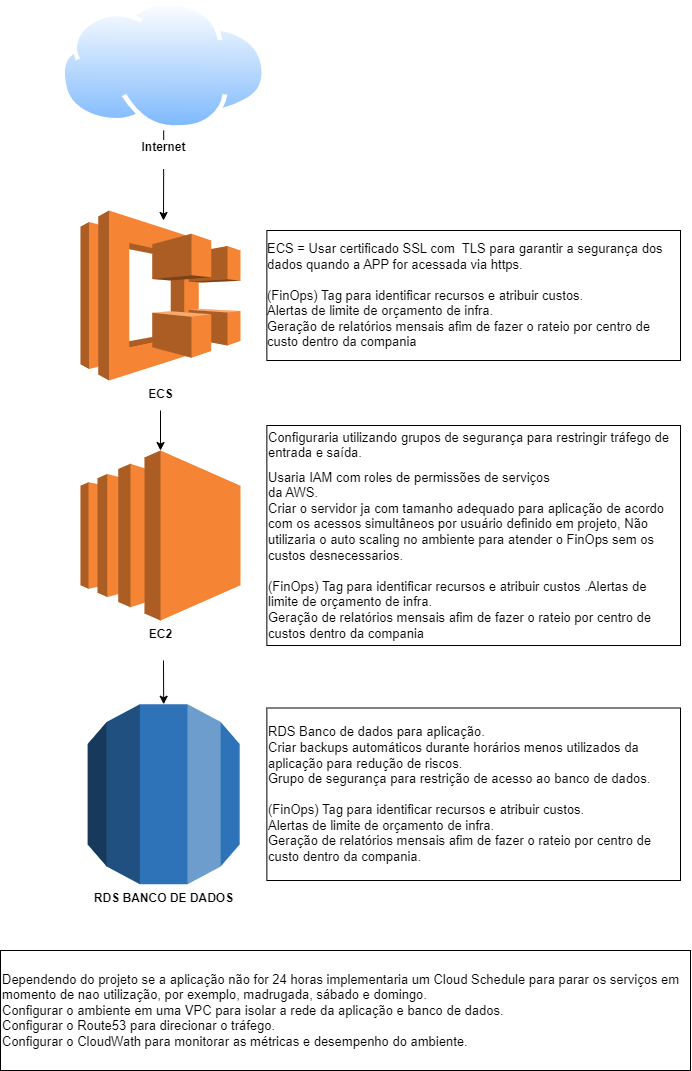 Internet
ECS = Usar certificado SSL com  TLS para garantir a segurança dos
dados quando a APP for acessada via https.
(FinOps) Tag para identificar recursos e atribuir custos.
Alertas de limite de orçamento de infra.
Geração de relatórios mensais afim de fazer o rateio por centro de
custo dentro da compania
ECS
Configuraria utilizando grupos de segurança para restringir tráfego de
entrada e saída.
Usaria IAM com roles de permissões de serviços
da AWS.
Criar o servidor ja com tamanho adequado para aplicação de acordo
com os acessos simultâneos por usuário definido em projeto, Não
utilizaria o auto scaling no ambiente para atender o FinOps sem os
custos desnecessarios.
(FinOps) Tag para identificar recursos e atribuir custos .Alertas de
limite de orçamento de infra.
Geração de relatórios mensais afim de fazer o rateio por centro de
custos dentro da compania
EC2
RDS Banco de dados para aplicação.
Criar backups automáticos durante horários menos utilizados da
aplicação para redução de riscos.
Grupo de segurança para restrição de acesso ao banco de dados.
(FinOps) Tag para identificar recursos e atribuir custos.
Alertas de limite de orçamento de infra.
Geração de relatórios mensais afim de fazer o rateio por centro de
custo dentro da compania.
RDS BANCO DE DADOS
Dependendo do projeto se a aplicação não for 24 horas implementaria um Cloud Schedule para parar os serviços em
momento de nao utilização, por exemplo, madrugada, sábado e domingo.
Configurar o ambiente em uma VPC para isolar a rede da aplicação e banco de dados.
Configurar o Route53 para direcionar o tráfego.
Configurar o CloudWath para monitorar as métricas e desempenho do ambiente.